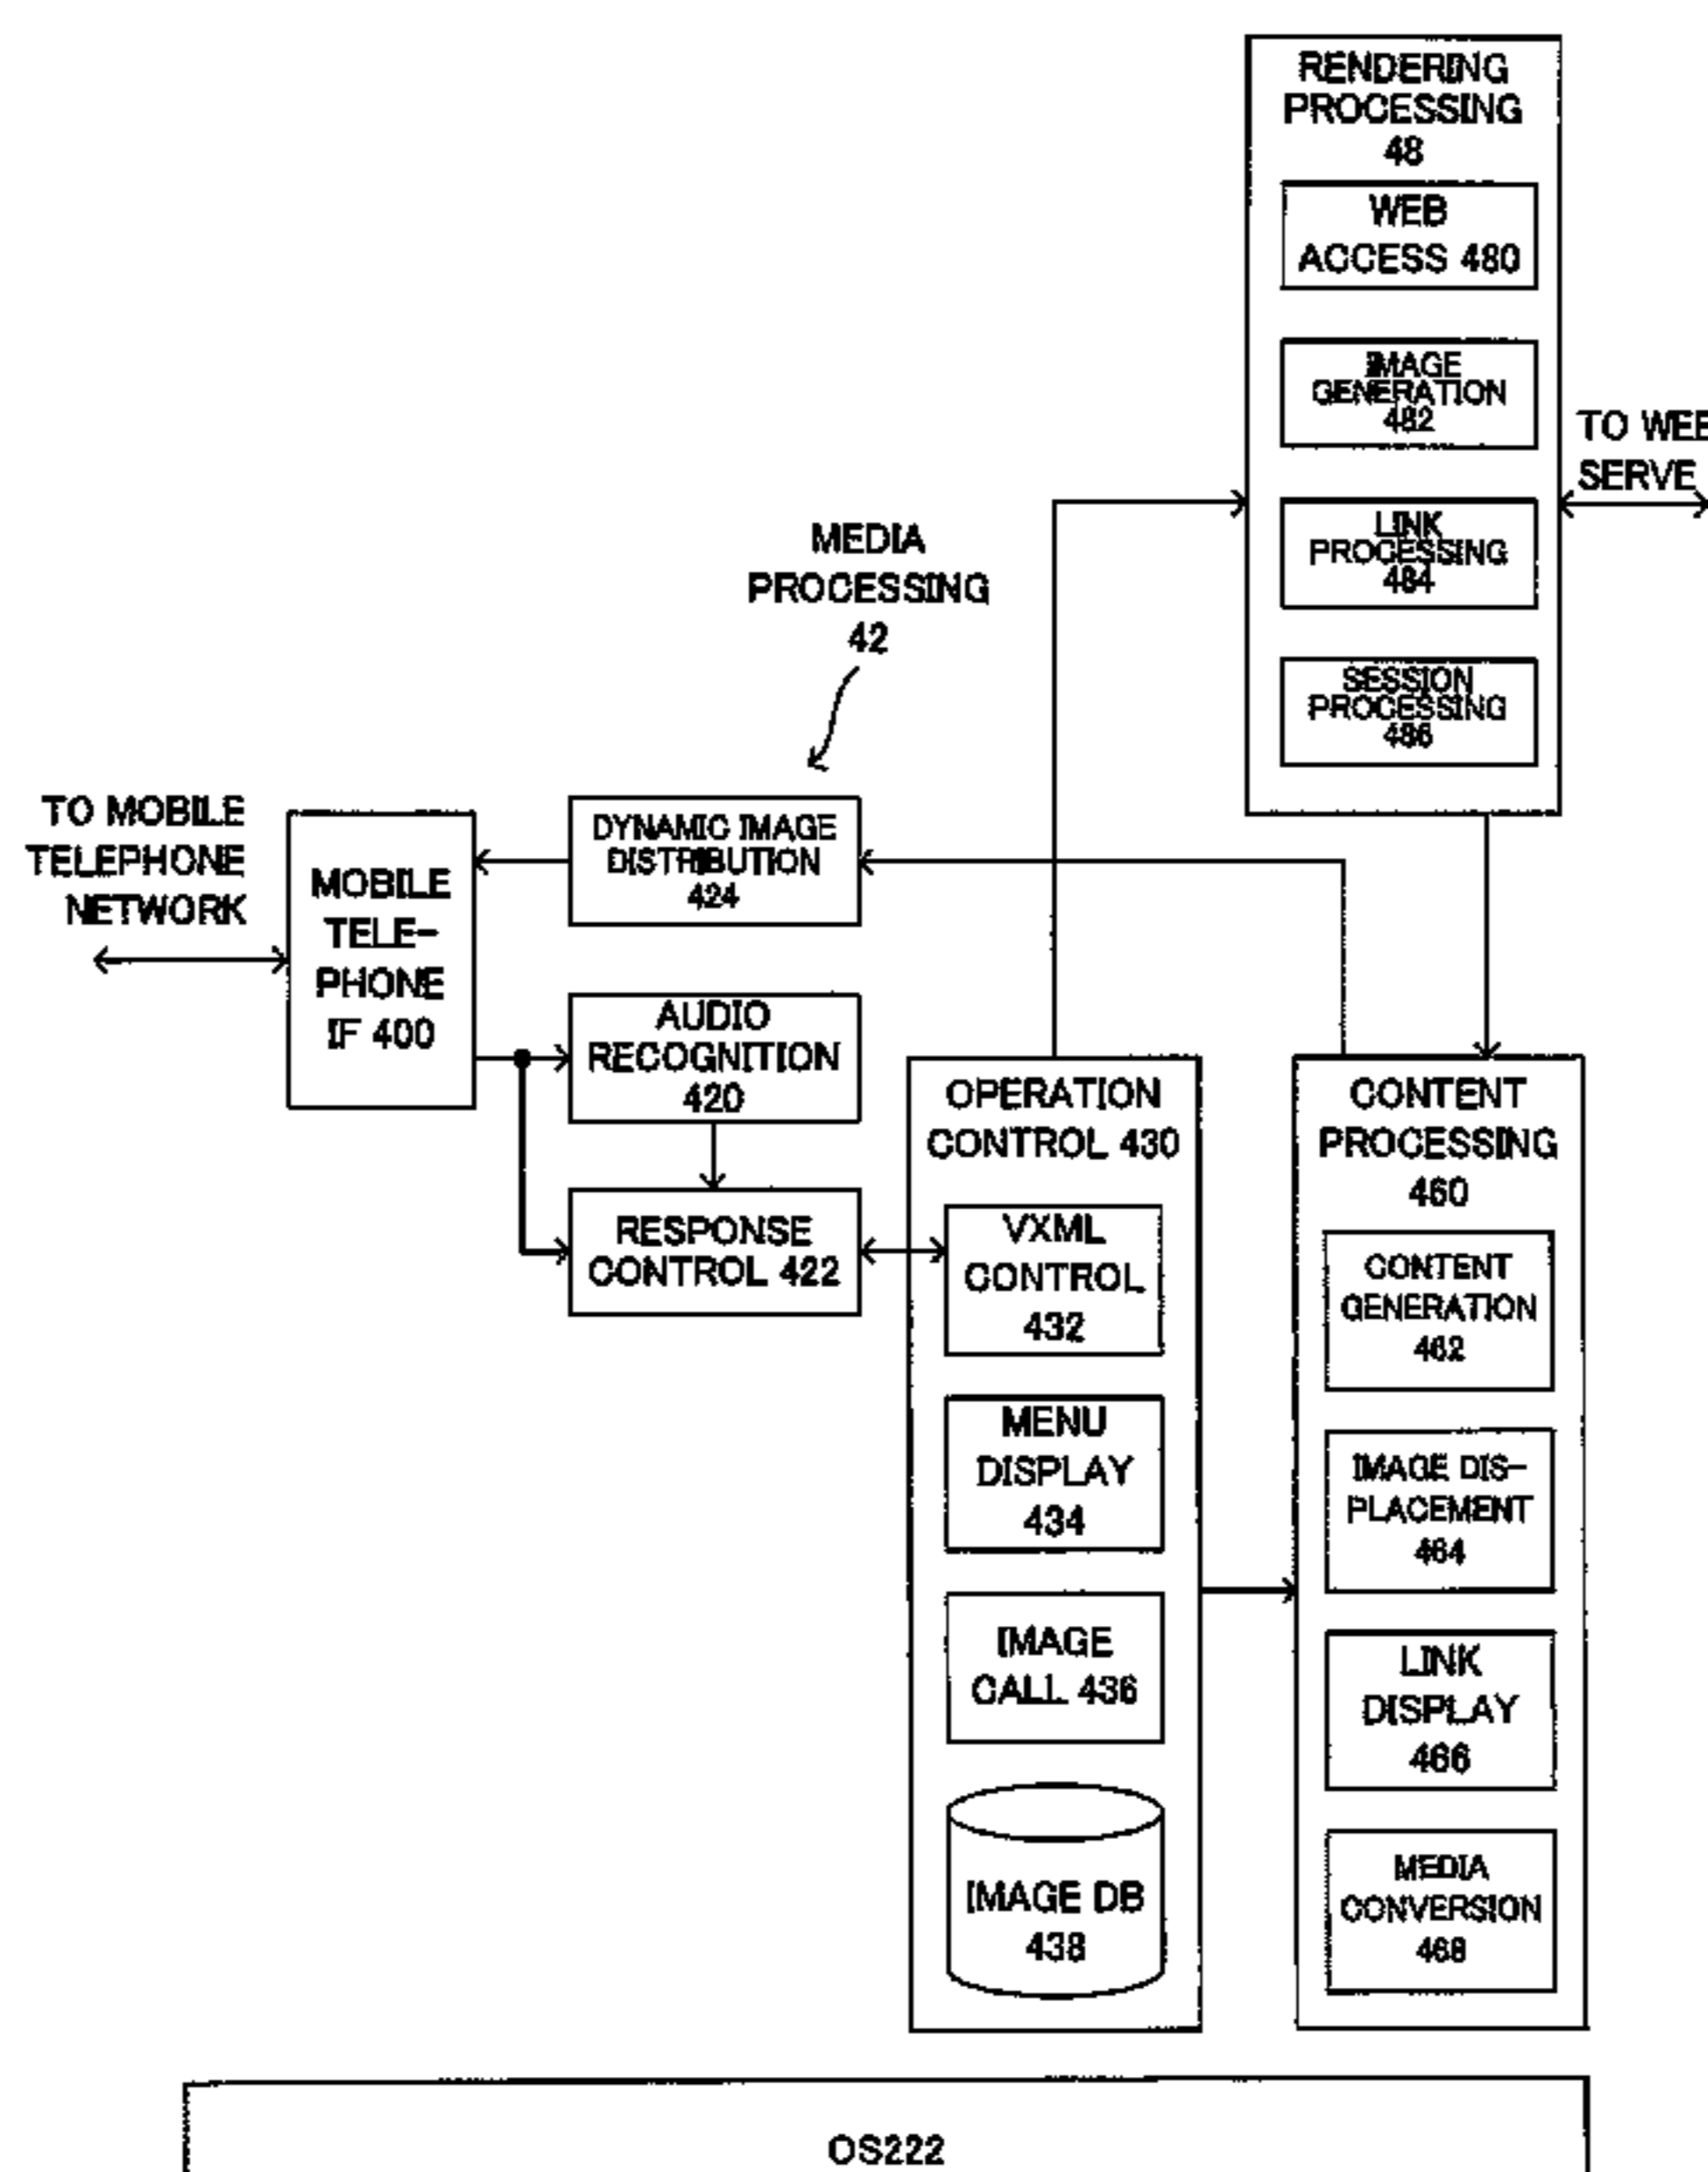 RENDERING
PROCESSING
48
WEB
ACCESS 480
IMAGE
GENERATION
482
LINK
PROCESSING
484
SESSION
PROCESSING
486
TO WEB
SERVE
MEDIA
PROCESSING
42
TO MOBILE
TELEPHONE
NETWORK
MOBILE
TELE-
PHONE
IF 400
DYNAMIC IMAGE
DISTRIBUTION
424
AUDIO
RECOGNITION
420
RESPONSE
CONTROL 422
OPERATION
CONTROL 430
VXML
CONTROL
432
MENU
DISPLAY
434
IMAGE
CALL 436
IMAGE DB
438
CONTENT
PROCESSING
460
CONTENT
GENERATION
462
IMAGE DIS-
PLACEMENT
464
LINK
DISPLAY
466
MEDIA
CONVERSION
468
OS222